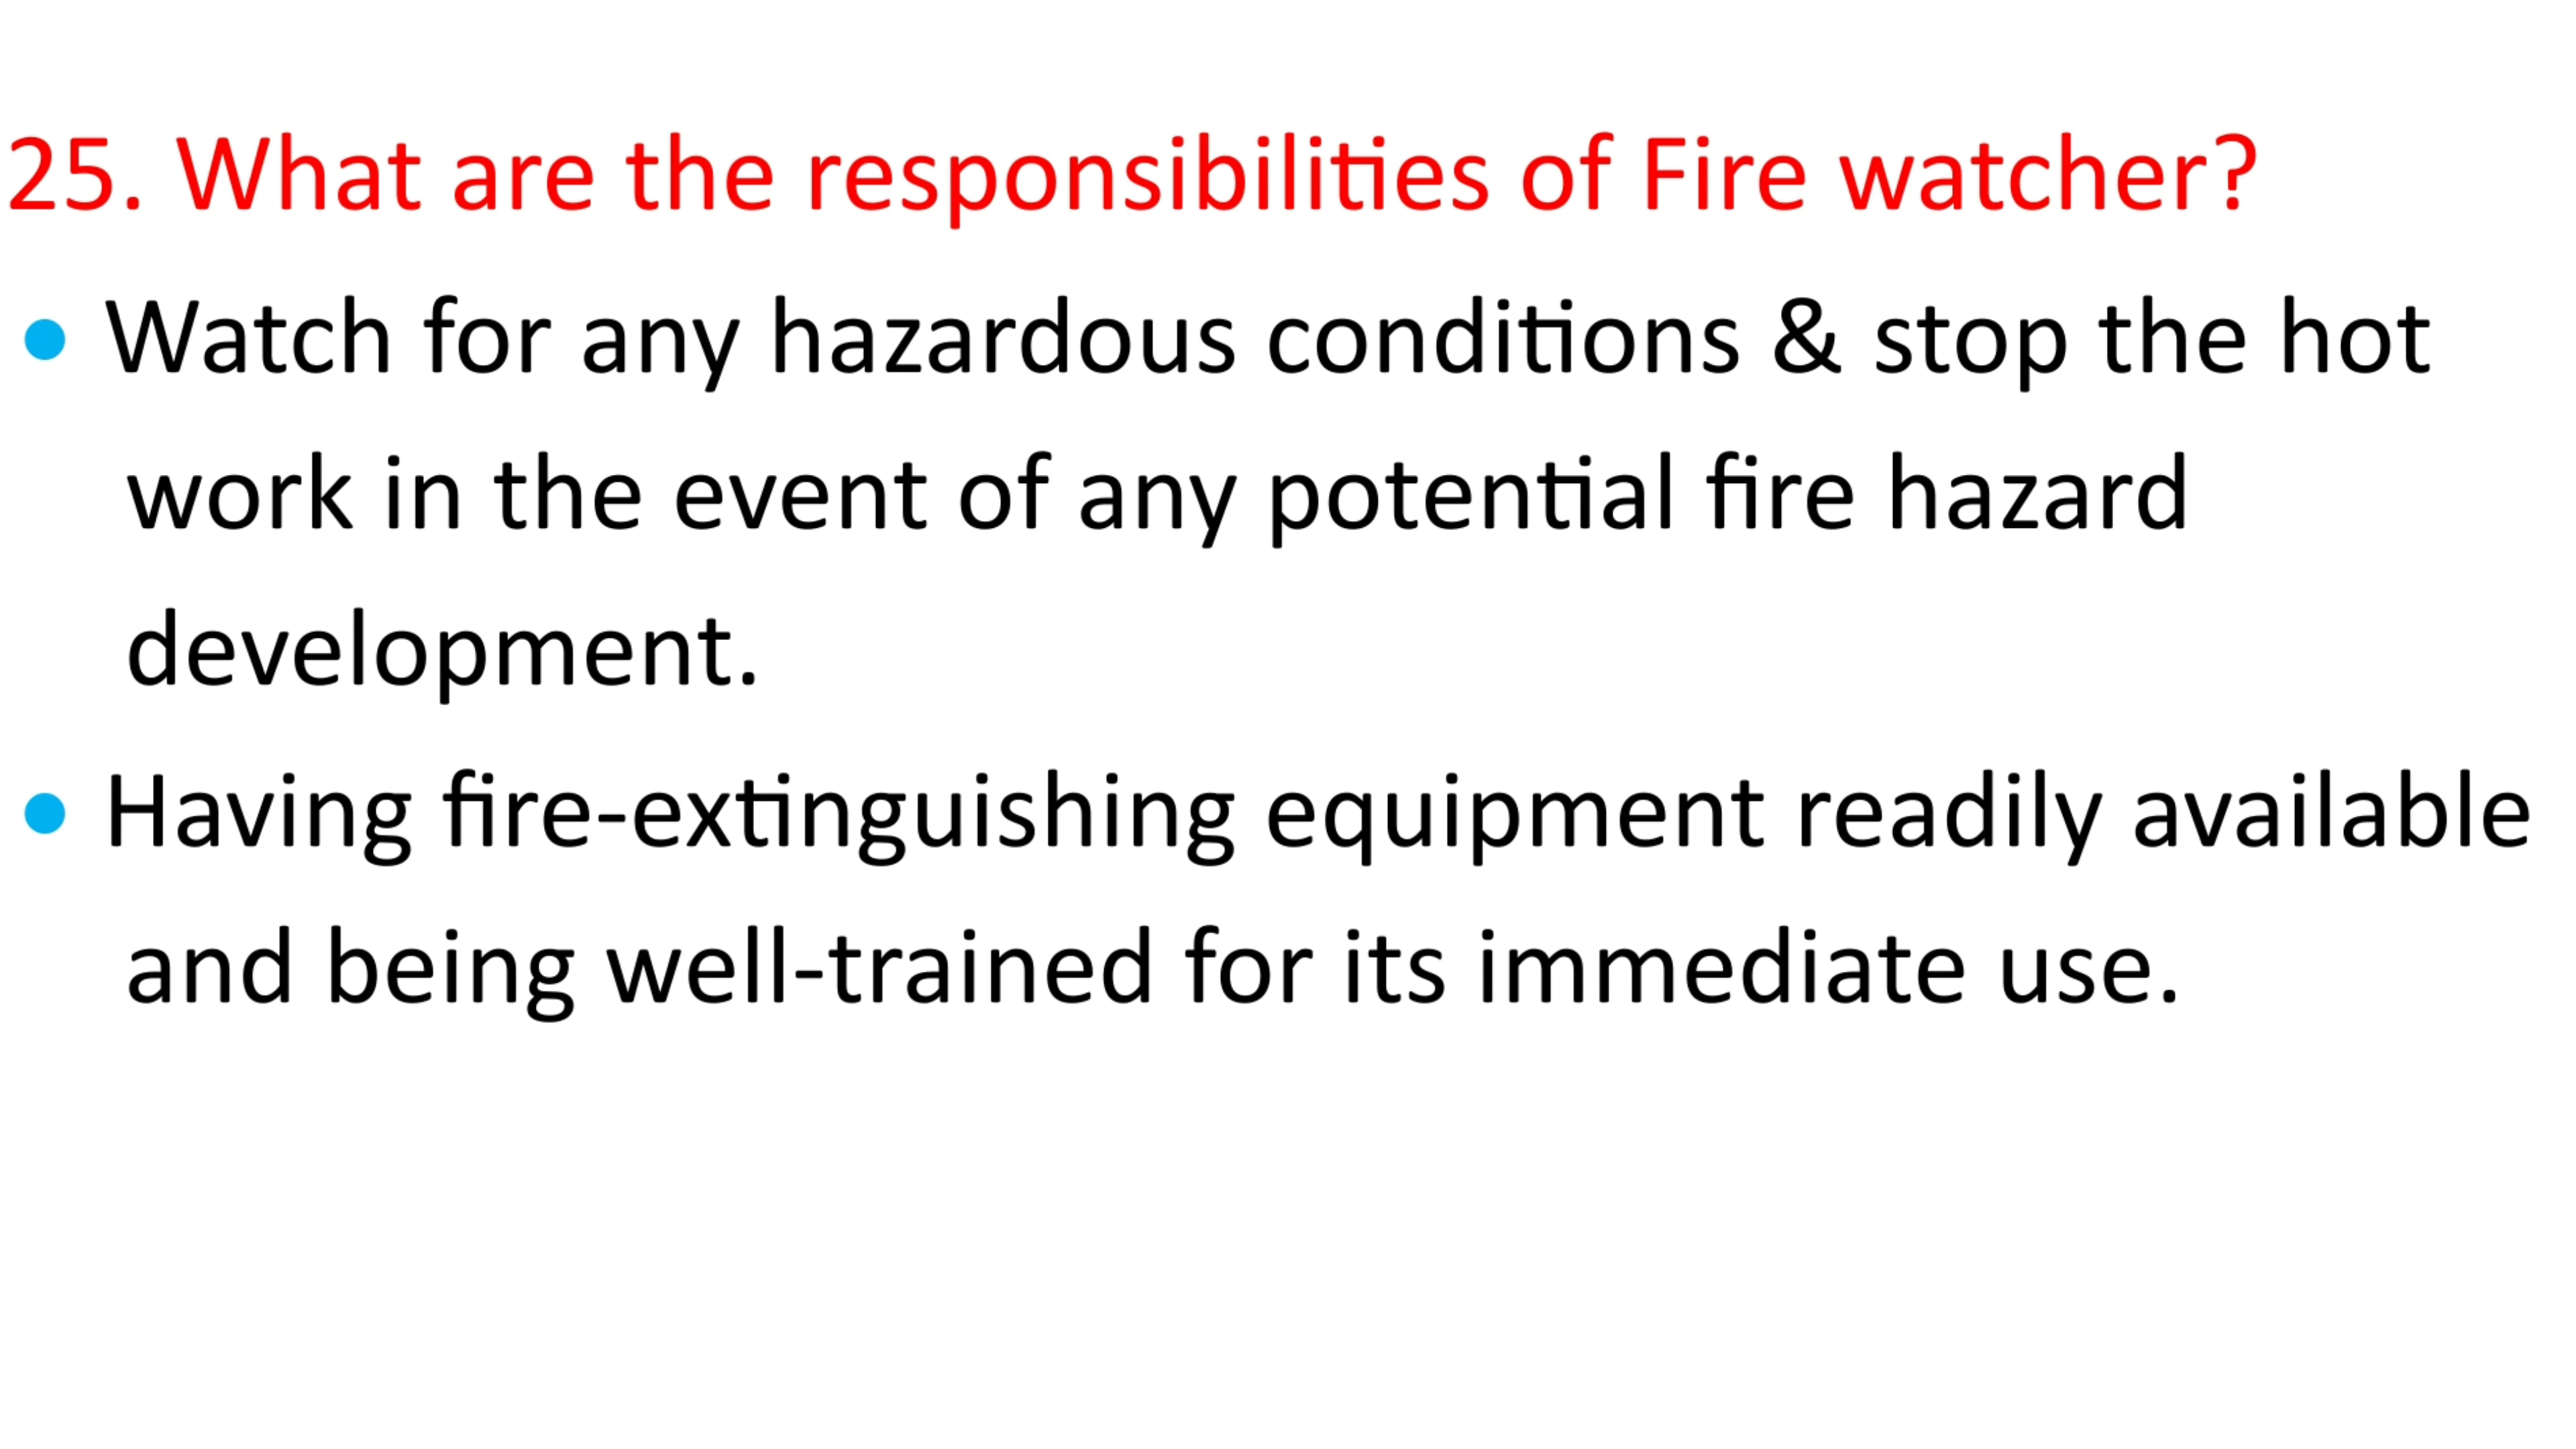 25. What are the responsibilities of Fire watcher?
• Watch for any hazardous conditions & stop the hot
work in the event of any potential fire hazard
development.
• Having fire-extinguishing equipment readily available
and being well-trained for its immediate use.